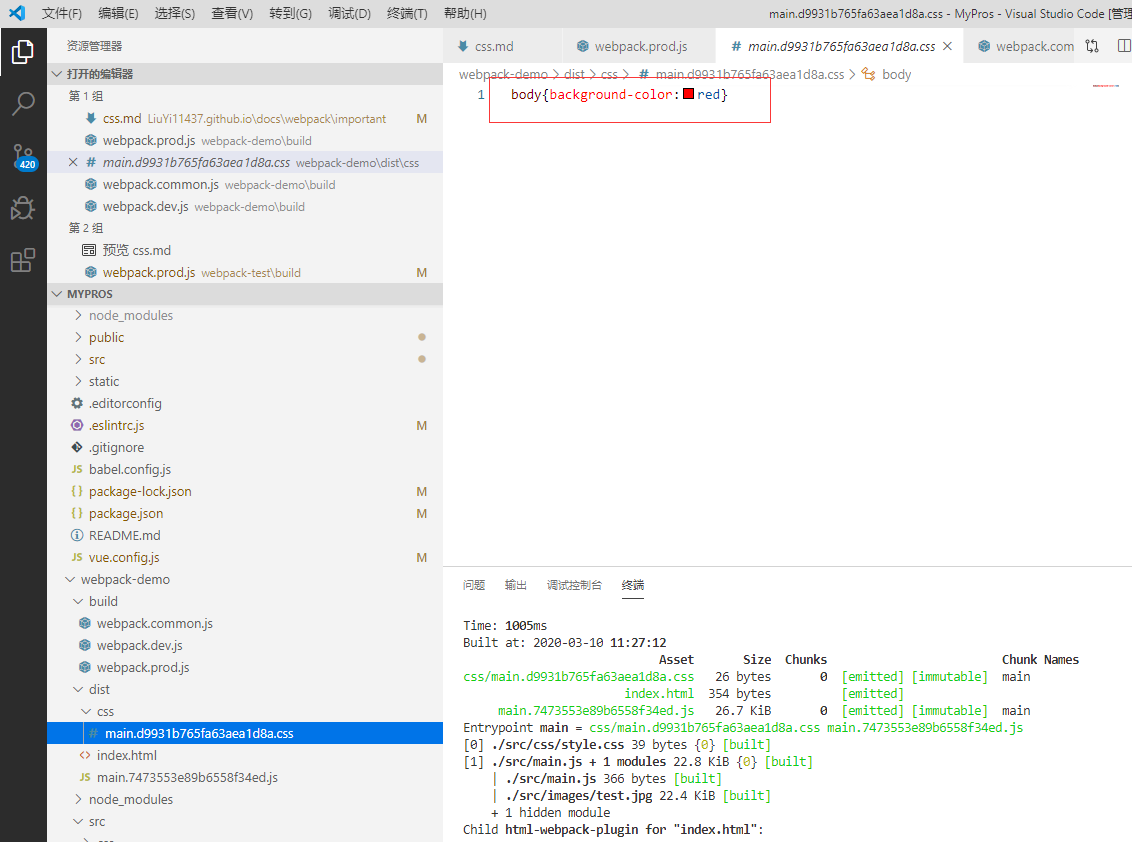 文件(F) 编辑(E) 选择(S) 查看(V) 转到(G) 调试(D) 终端(T) 帮助(H) main.d9931b765fa63aea1d8a.css - MyPros - Visual Studio Code [管理
资源管理器
打开的编辑器
第 1 组
css.md LiuYi11437.github.io\docs\webpack\important M
webpack.prod.js webpack-demo\build
# main.d9931b765fa63aea1d8a.css webpack-demo\dist\css
webpack.common.js webpack-demo\build
webpack.dev.js webpack-demo\build
第 2 组
预览 css.md
webpack.prod.js webpack-test\build M
420
MYPROS
node_modules
public
src
static
.editorconfig
.eslintrc.js M
.gitignore
JS babel.config.js
{} package-lock.json M
{} package.json M
README.md
JS vue.config.js M
webpack-demo
build
webpack.common.js
webpack.dev.js
webpack.prod.js
dist
css
# main.d9931b765fa63aea1d8a.css
<> index.html
JS main.7473553e89b6558f34ed.js
node_modules
src
css.md webpack.prod.js # main.d9931b765fa63aea1d8a.css webpack.com
webpack-demo > dist > css > # main.d9931b765fa63aea1d8a.css > body
1 body{background-color:red}
问题 输出 调试控制台 终端
Time: 1005ms
Built at: 2020-03-10 11:27:12
Asset Size Chunks Chunk Names
css/main.d9931b765fa63aea1d8a.css 26 bytes 0 [emitted] [immutable] main
index.html 354 bytes [emitted]
main.7473553e89b6558f34ed.js 26.7 KiB 0 [emitted] [immutable] main
Entrypoint main = css/main.d9931b765fa63aea1d8a.css main.7473553e89b6558f34ed.js
[0] ./src/css/style.css 39 bytes {0} [built]
[1] ./src/main.js + 1 modules 22.8 KiB {0} [built]
| ./src/main.js 366 bytes [built]
| ./src/images/test.jpg 22.4 KiB [built]
+ 1 hidden module
Child html-webpack-plugin for "index.html":